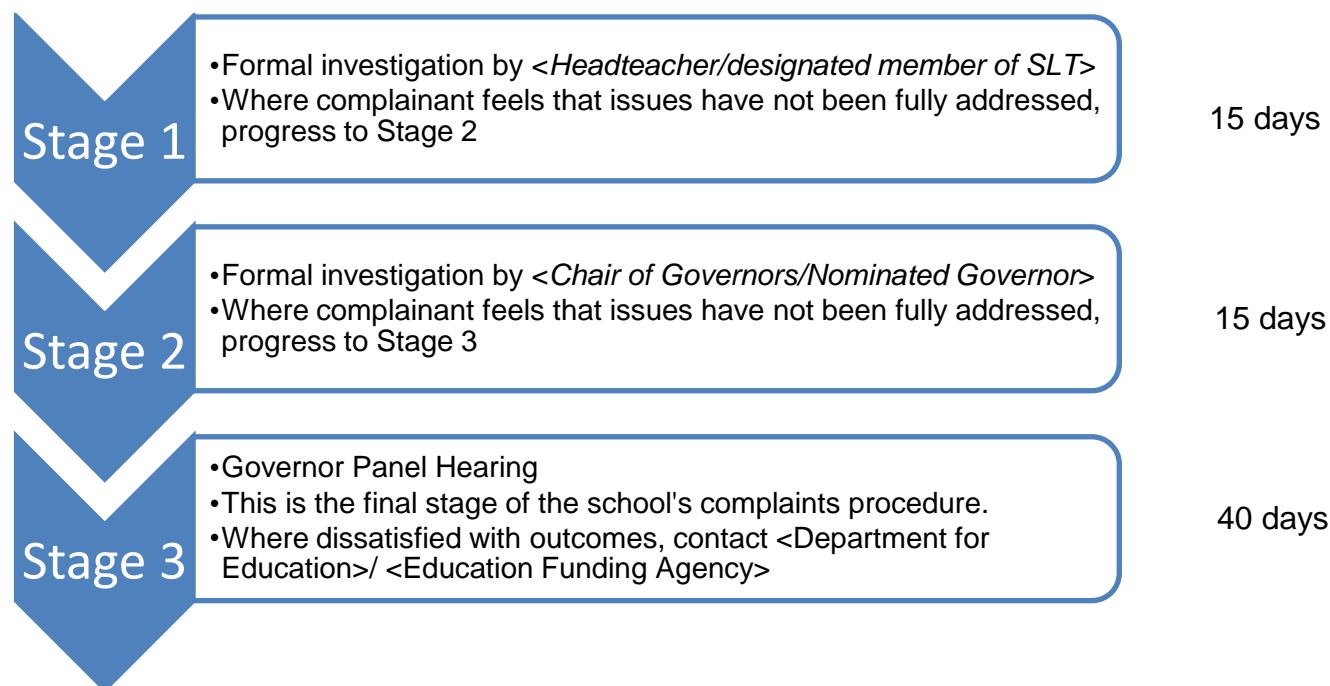 Stage 1
•Formal investigation by <Headteacher/designated member of SLT>
•Where complainant feels that issues have not been fully addressed,
progress to Stage 2
15 days
Stage 2
•Formal investigation by <Chair of Governors/Nominated Governor>
•Where complainant feels that issues have not been fully addressed,
progress to Stage 3
15 days
Stage 3
•Governor Panel Hearing
•This is the final stage of the school's complaints procedure.
•Where dissatisfied with outcomes, contact <Department for
Education>/ <Education Funding Agency>
40 days